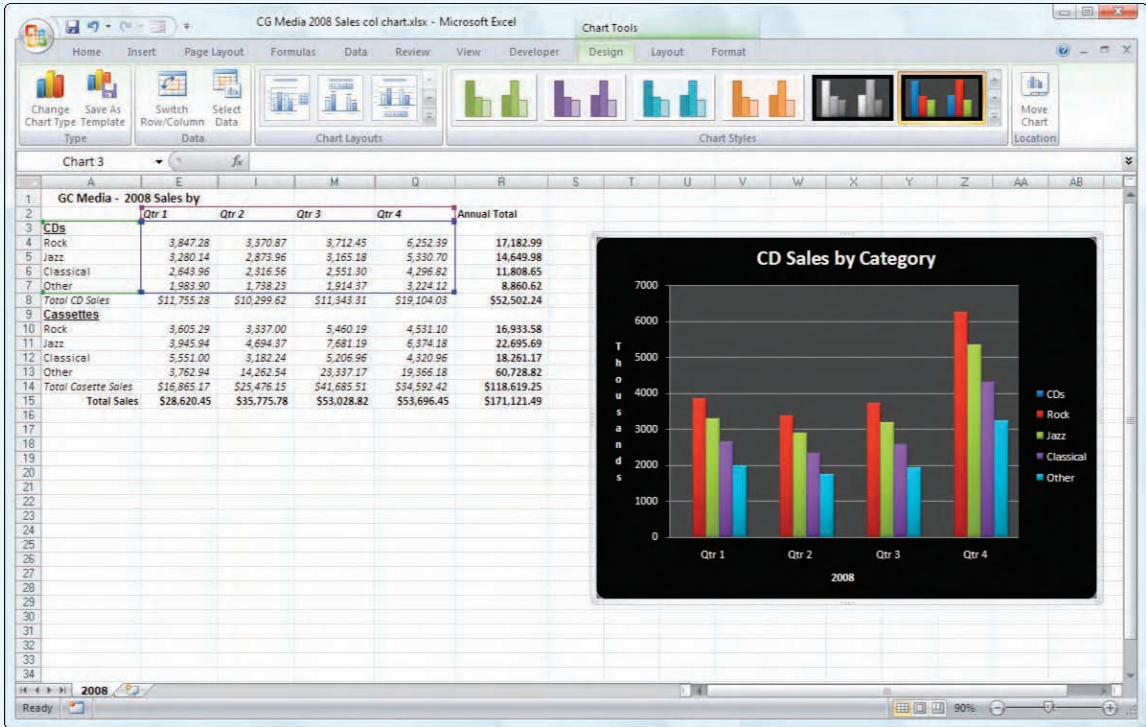 CG Media 2008 Sales col chart.xlsx - Microsoft Excel
Chart Tools
Home Insert Page Layout Formulas Data Review View Developer Design Layout Format
Change Chart Type
Save As Template
Switch Row/Column
Select Data
Move Chart
Type Data Chart Layouts Chart Styles Location
Chart 3 fx
A E I M Q R S T U V W X Y Z AA AB
1 GC Media - 2008 Sales by
2 Qtr 1 Qtr 2 Qtr 3 Qtr 4 Annual Total
3 CDs
4 Rock 3,847.28 3,370.87 3,712.45 6,252.39 17,182.99
5 Jazz 3,280.14 2,873.96 3,165.18 5,330.70 14,649.98
6 Classical 2,643.96 2,316.56 2,551.30 4,296.82 11,808.65
7 Other 1,983.90 1,738.23 1,914.37 3,224.12 8,860.62
8 Total CD Sales $11,755.28 $10,299.62 $11,343.31 $19,104.03 $52,502.24
9 Cassettes
10 Rock 3,605.29 3,337.00 5,460.19 4,531.10 16,933.58
11 Jazz 3,945.94 4,694.37 7,681.19 6,374.18 22,695.69
12 Classical 5,551.00 3,182.24 5,206.96 4,320.96 18,261.17
13 Other 3,762.94 14,262.54 23,337.17 19,366.18 60,728.82
14 Total Casette Sales $16,865.17 $25,476.15 $41,685.51 $34,592.42 $118,619.25
15 Total Sales $28,620.45 $35,775.78 $53,028.82 $53,696.45 $171,121.49
16
17
18
19
20
21
22
23
24
25
26
27
28
29
30
31
32
33
34
CD Sales by Category
Thousands
7000
6000
5000
4000
3000
2000
1000
0
Qtr 1 Qtr 2 Qtr 3 Qtr 4
2008
CDs
Rock
Jazz
Classical
Other
2008
Ready 90%